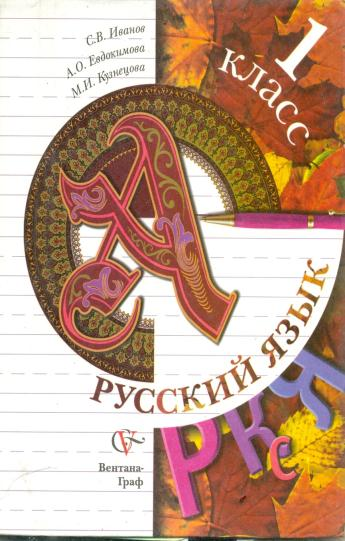 С.В. Иванов
А.О. Евдокимова
М.И. Кузнецова
1
класс
А
РУССКИЙ ЯЗЫК
Р К с Я
Вентана-
Граф